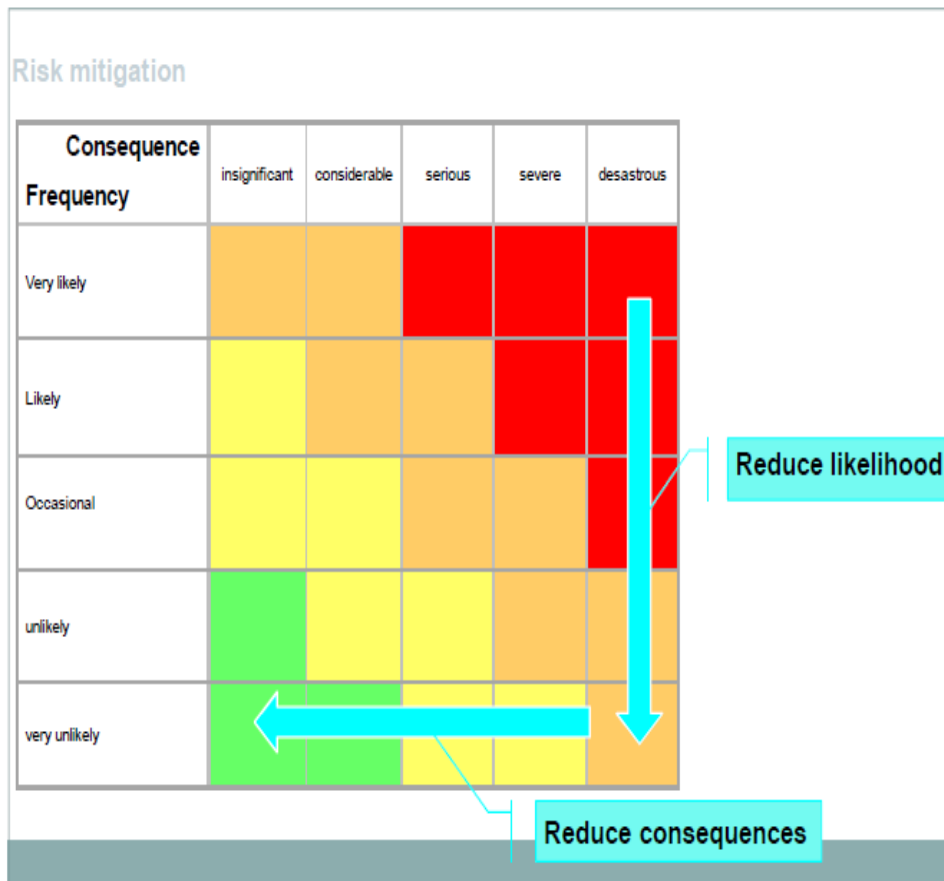 Risk mitigation
Consequence
Frequency
insignificant considerable serious severe desastrous
Very likely
Likely
Occasional
unlikely
very unlikely
Reduce likelihood
Reduce consequences